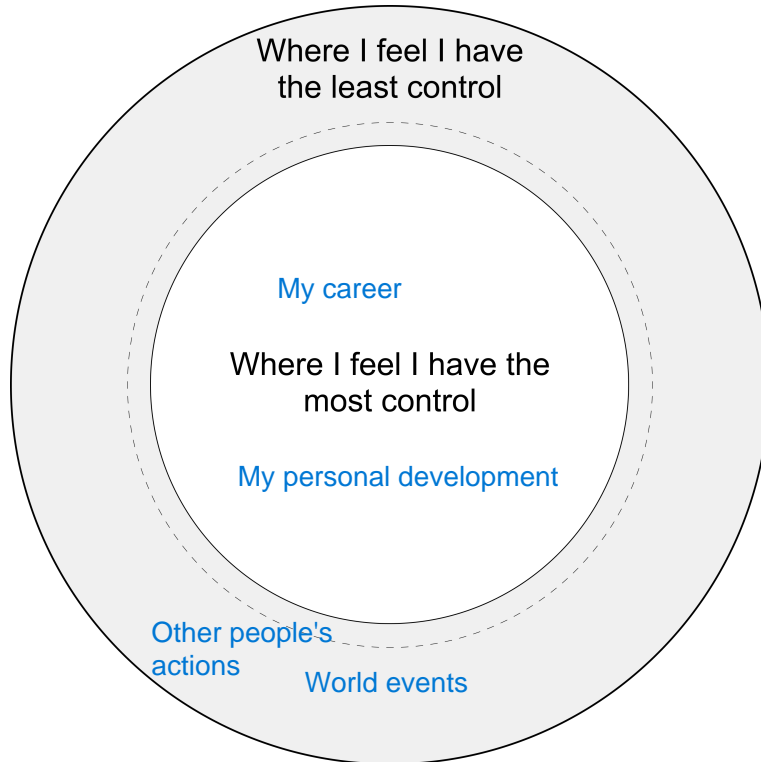 Where I feel I have
the least control
My career
Where I feel I have the
most control
My personal development
Other people's
actions
World events